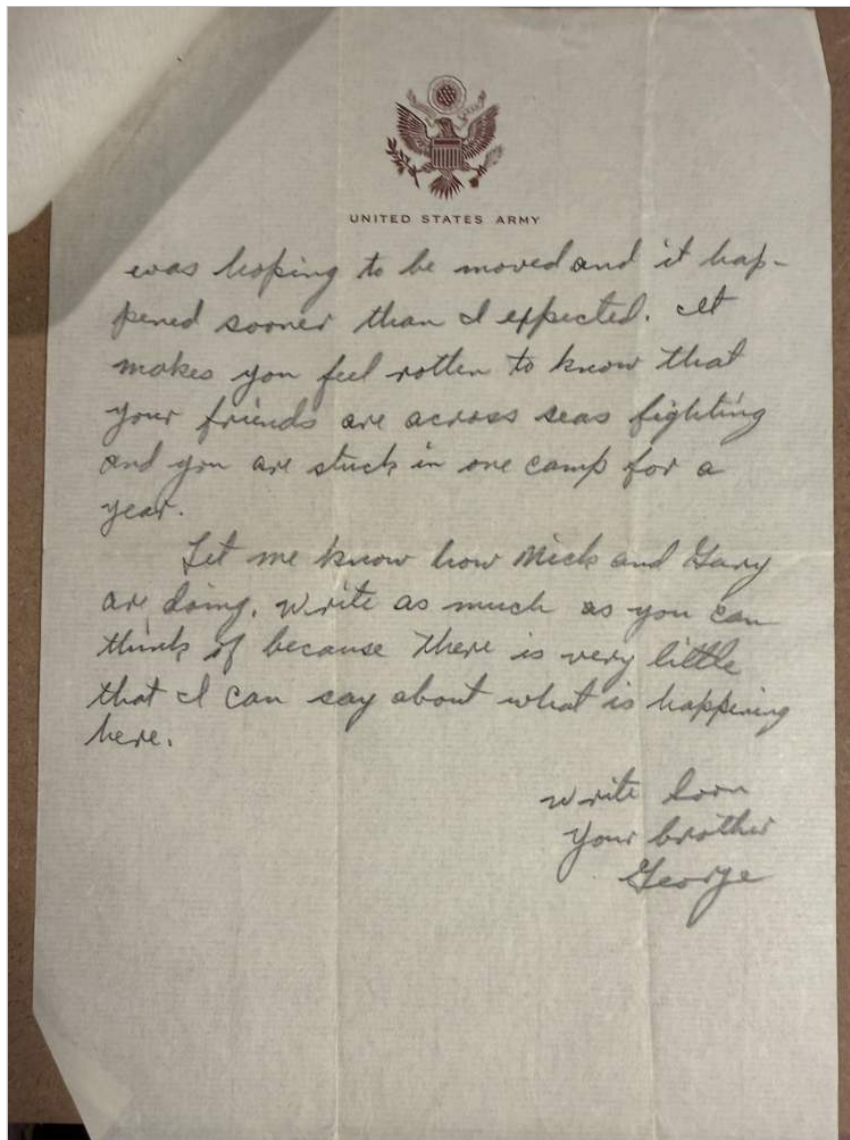 UNITED STATES ARMY
was hoping to be moved and it hap-
pened sooner than I expected. It
makes you feel rotten to know that
your friends are across seas fighting
and you are stuck in one camp for a
year.
Let me know how Mick and Gary
are doing. Write as much as you can
think of because there is very little
that I can say about what is happening
here.
Write soon
Your brother
George